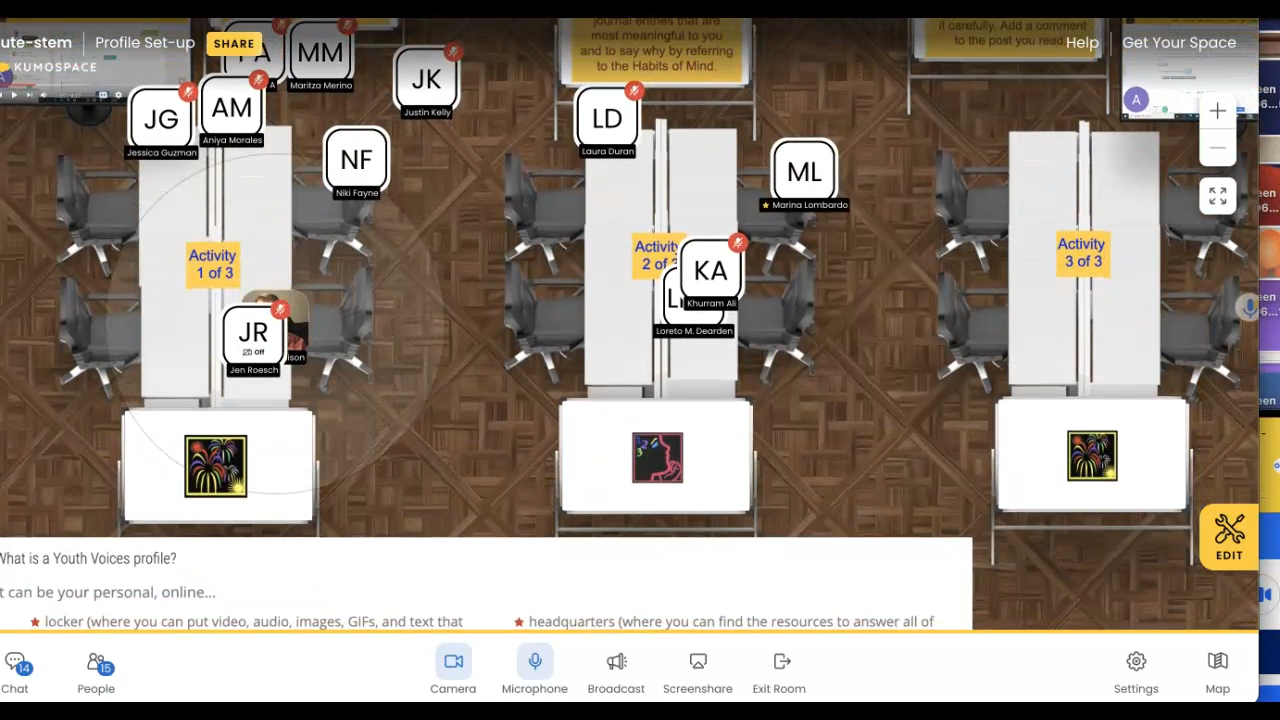 journal entries that are
most meaningful to you
and to say why by referring
to the Habits of Mind.
it carefully. Add a comment
to the post you read
ute-stem
Profile Set-up
SHARE
Help
Get Your Space
KUMOSPACE
A
MM
Maritza Merino
JK
Justin Kelly
JG
Jessica Guzman
AM
Aniya Morales
NF
Niki Fayne
LD
Laura Duran
ML
Marina Lombardo
A
Activity
1 of 3
Activity
2 of
KA
Khurram Ali
Loreto M. Dearden
Activity
3 of 3
JR
Off
Jen Roesch
ison
EDIT
What is a Youth Voices profile?
t can be your personal, online...
locker (where you can put video, audio, images, GIFs, and text that
headquarters (where you can find the resources to answer all of
14
Chat
15
People
Camera
Microphone
Broadcast
Screenshare
Exit Room
Settings
Map